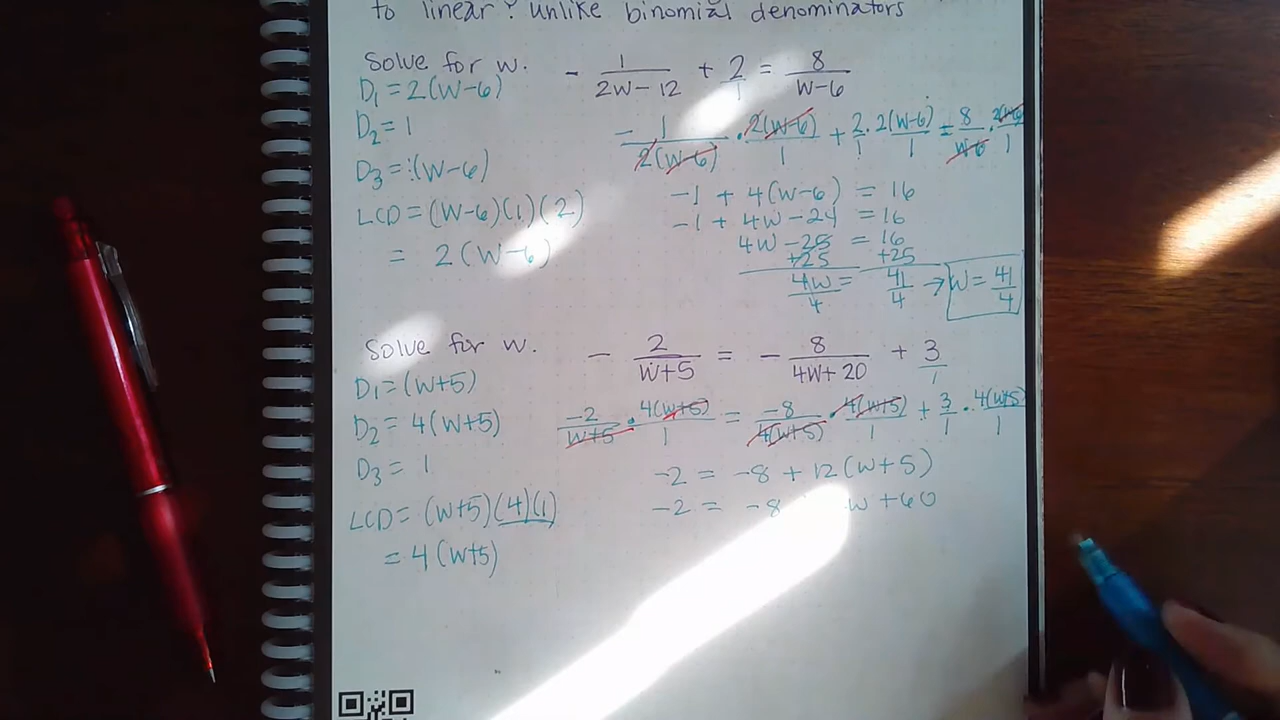 to linear: unlike binomial denominators
Solve for w. - 1/(2w-12) + 2/1 = 8/(w-6)
D1 = 2(w-6)
- 1/(2(w-6)) · 2(w-6)/1 + 2/1 · 2(w-6)/1 = 8/(w-6) · 2(w-6)/1
D2 = 1
D3 = (w-6)
-1 + 4(w-6) = 16
LCD = (w-6)(1)(2)
-1 + 4w - 24 = 16
4w - 25 = 16
= 2(w-6)
+25 +25
4w/4 = 41/4 → w = 41/4
Solve for w. - 2/(w+5) = - 8/(4w+20) + 3/1
D1 = (w+5)
D2 = 4(w+5)
-2/(w+5) · 4(w+5)/1 = -8/(4(w+5)) · 4(w+5)/1 + 3/1 · 4(w+5)/1
D3 = 1
-2 = -8 + 12(w+5)
LCD = (w+5)(4)(1)
-2 = -8 w + 60
= 4(w+5)